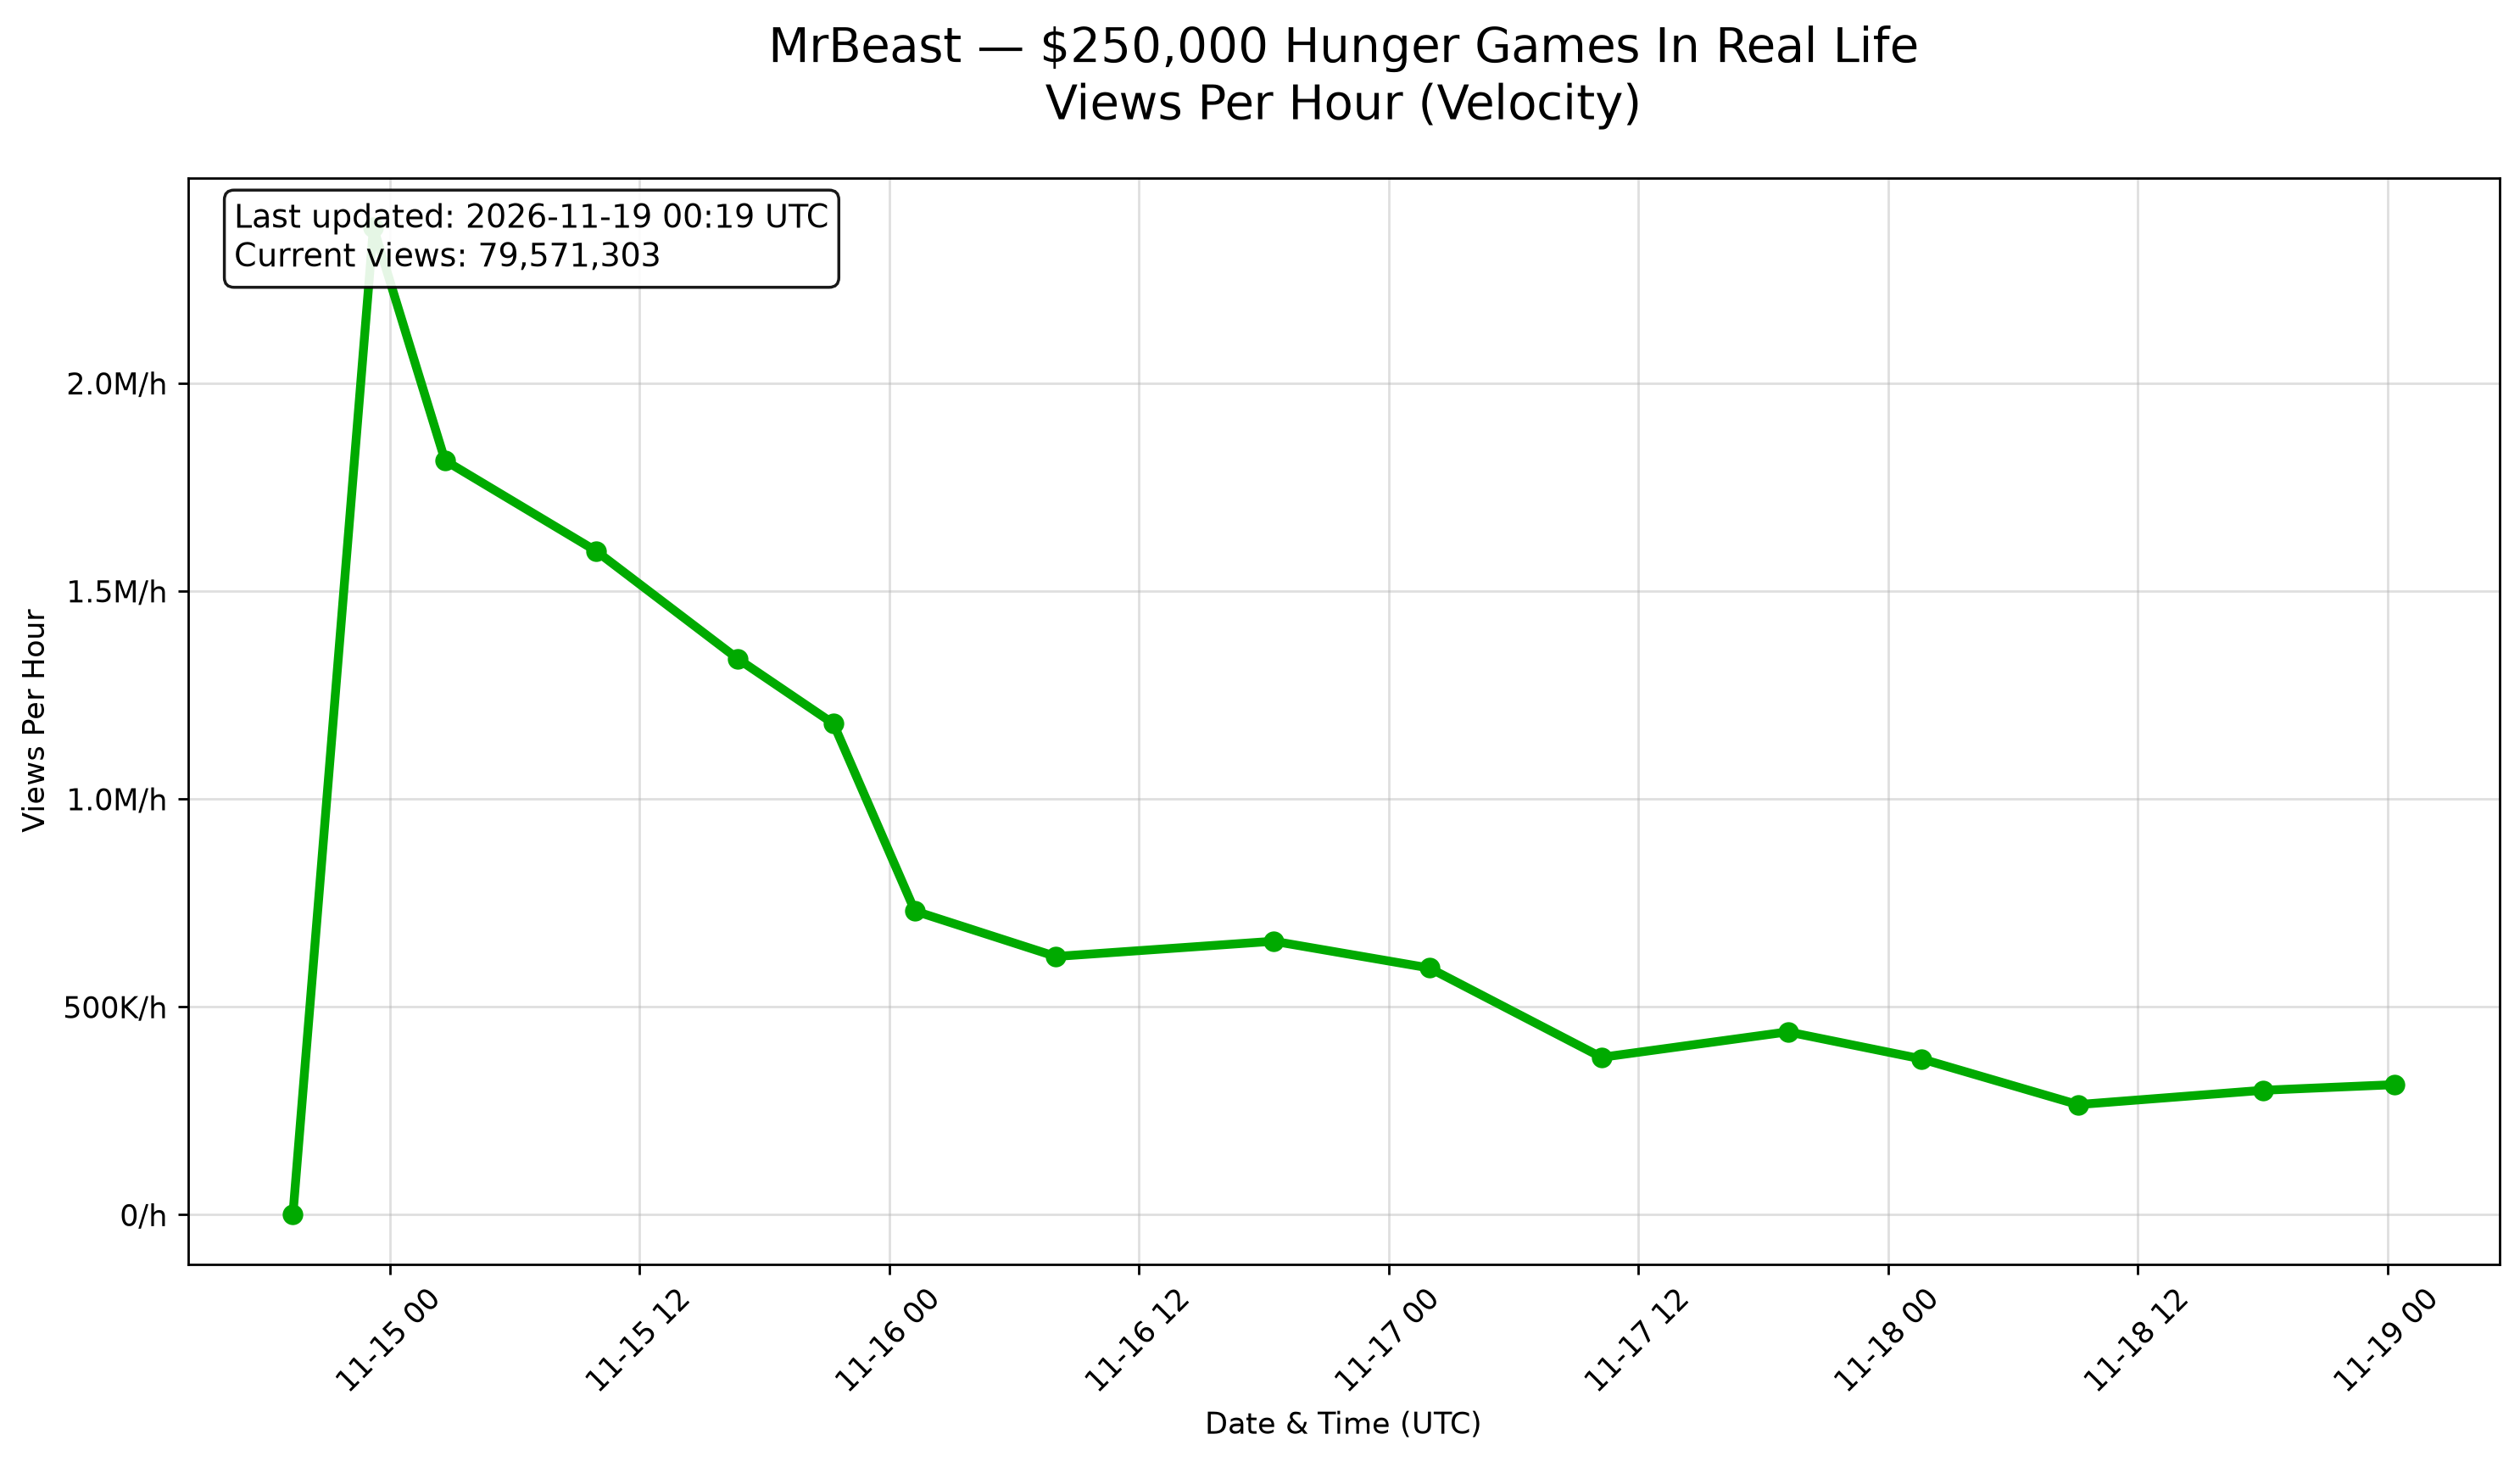 MrBeast — $250,000 Hunger Games In Real Life
Views Per Hour (Velocity)
Last updated: 2026-11-19 00:19 UTC
Current views: 79,571,303
2.0M/h
1.5M/h
1.0M/h
500K/h
0/h
Views Per Hour
11-15 00
11-15 12
11-16 00
11-16 12
11-17 00
11-17 12
11-18 00
11-18 12
11-19 00
Date & Time (UTC)